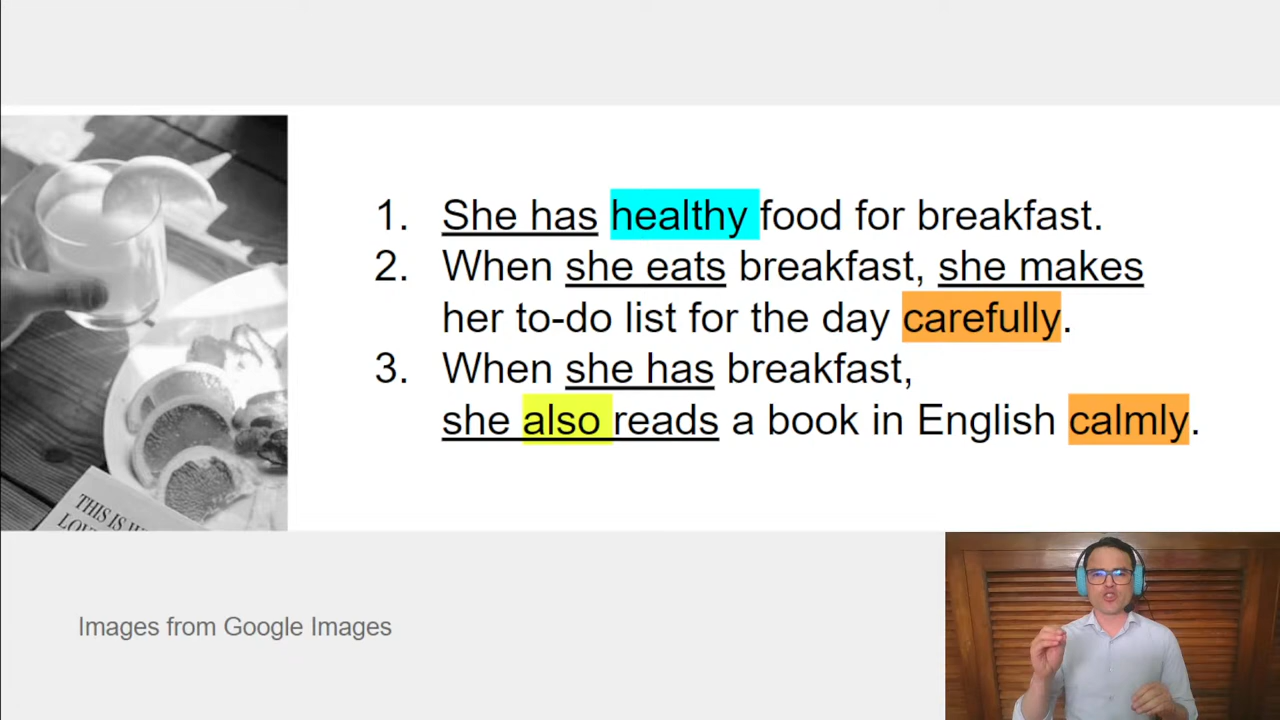 1. She has healthy food for breakfast.
2. When she eats breakfast, she makes
her to-do list for the day carefully.
3. When she has breakfast,
she also reads a book in English calmly.
THIS IS
Images from Google Images